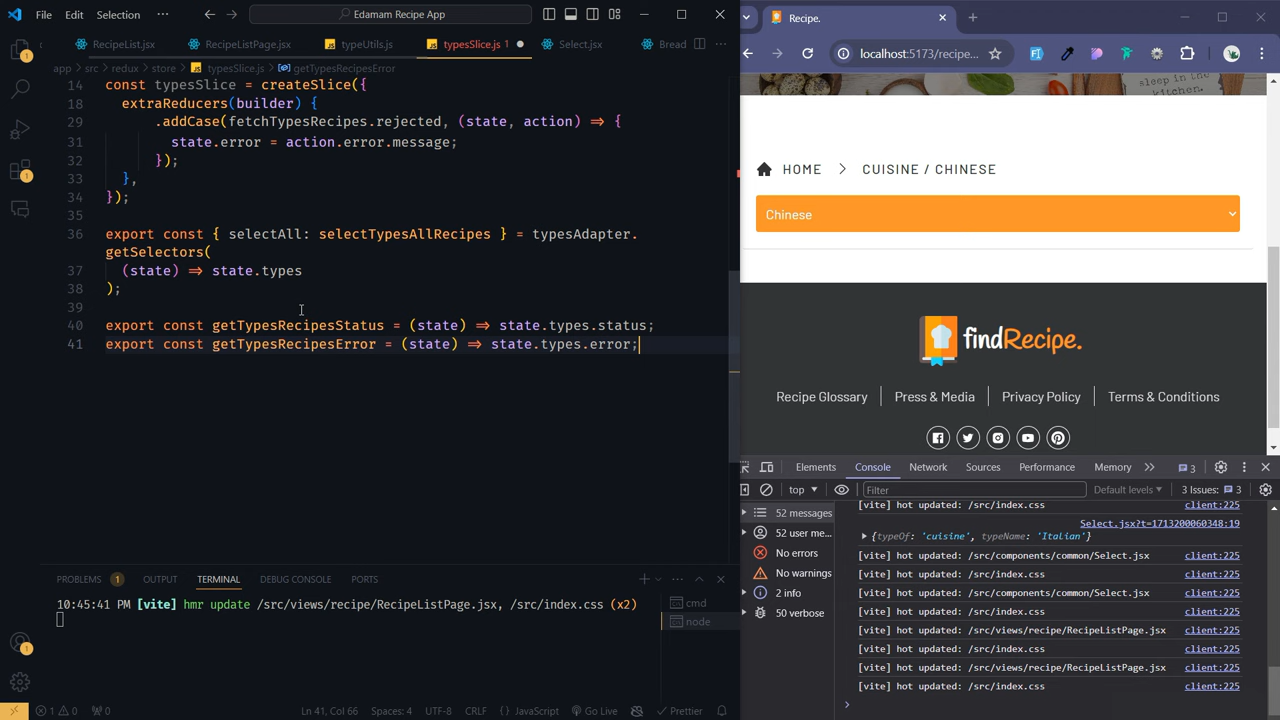 File Edit Selection Edamam Recipe App
RecipeList.jsx RecipeListPage.jsx typeUtils.js typesSlice.js 1 Select.jsx Bread
app > src > redux > store > typesSlice.js > getTypesRecipesError
14 const typesSlice = createSlice({
18 extraReducers(builder) {
29 .addCase(fetchTypesRecipes.rejected, (state, action) => {
31 state.error = action.error.message;
32 });
33 },
34 });
35
36 export const { selectAll: selectTypesAllRecipes } = typesAdapter.
getSelectors(
37 (state) => state.types
38 );
39
40 export const getTypesRecipesStatus = (state) => state.types.status;
41 export const getTypesRecipesError = (state) => state.types.error;
PROBLEMS 1 OUTPUT TERMINAL DEBUG CONSOLE PORTS
10:45:41 PM [vite] hmr update /src/views/recipe/RecipeListPage.jsx, /src/index.css (x2)
cmd
node
1 0 0 Ln 41, Col 66 Spaces: 4 UTF-8 CRLF JavaScript Go Live Prettier
Recipe.
localhost:5173/recipe...
sleep in the
kitchen.
HOME > CUISINE / CHINESE
Chinese
findRecipe.
Recipe Glossary Press & Media Privacy Policy Terms & Conditions
Elements Console Network Sources Performance Memory 3
top Filter Default levels 3 Issues: 3
52 messages
52 user me...
No errors
No warnings
2 info
50 verbose
[vite] hot updated: /src/index.css client:225
Select.jsx?t=1713200060348:19
{typeOf: 'cuisine', typeName: 'Italian'}
[vite] hot updated: /src/components/common/Select.jsx client:225
[vite] hot updated: /src/index.css client:225
[vite] hot updated: /src/components/common/Select.jsx client:225
[vite] hot updated: /src/index.css client:225
[vite] hot updated: /src/views/recipe/RecipeListPage.jsx client:225
[vite] hot updated: /src/index.css client:225
[vite] hot updated: /src/views/recipe/RecipeListPage.jsx client:225
[vite] hot updated: /src/index.css client:225